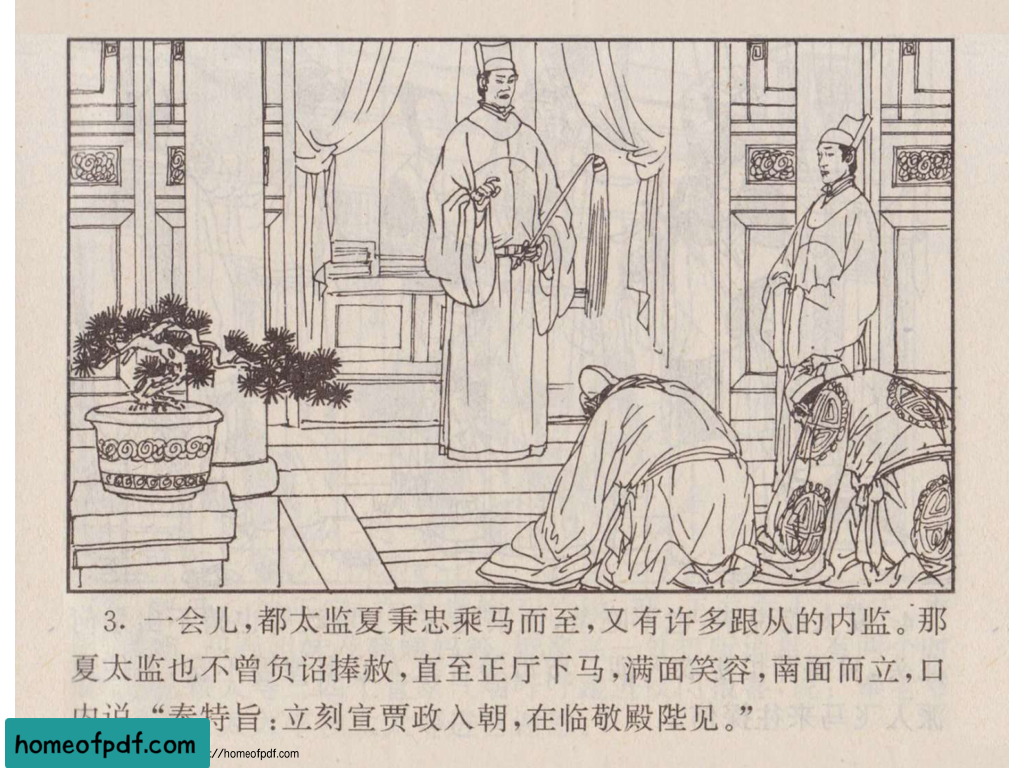 3. 一会儿，都太监夏秉忠乘马而至，又有许多跟从的内监。那
夏太监也不曾负诏捧赦，直至正厅下马，满面笑容，南面而立，口
内说“奉特旨：立刻宣贾政入朝，在临敬殿陛见。”
homeofpdf.com
://homeofpdf.com